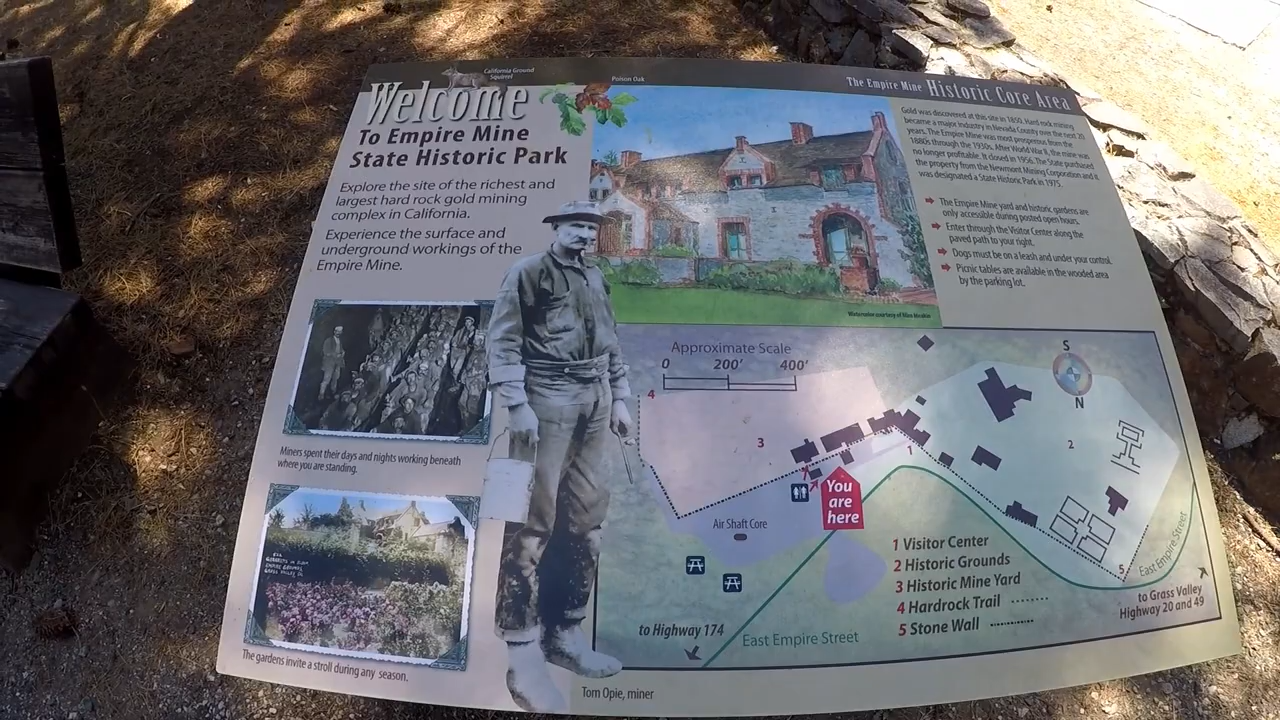 California Ground
Squirrel
Poison Oak
The Empire Mine Historic Core Area
Welcome
To Empire Mine
State Historic Park
Explore the site of the richest and
largest hard rock gold mining
complex in California.
Experience the surface and
underground workings of the
Empire Mine.
Miners spent their days and nights working beneath
where you are standing.
The gardens invite a stroll during any season.
Tom Opie, miner
Watercolor courtesy of
Gold was discovered at this site in 1850. Hard rock mining
became a major industry in Nevada County over the next 20
years. The Empire Mine was most prosperous from the
1880s through the 1930s. After World War II, the mine was
no longer profitable. It closed in 1956. The State purchased
the property from the Newmont Mining Corporation and it
was designated a State Historic Park in 1975.
The Empire Mine yard and historic gardens are
only accessible during posted open hours.
Enter through the Visitor Center along the
paved path to your right.
Dogs must be on a leash and under your control.
Picnic tables are available in the wooded area
by the parking lot.
Approximate Scale
0 200' 400'
S
N
4
3
2
1
5
You
are
here
Air Shaft Core
1 Visitor Center
2 Historic Grounds
3 Historic Mine Yard
4 Hardrock Trail
5 Stone Wall
East Empire Street
to Grass Valley
Highway 20 and 49
to Highway 174
East Empire Street